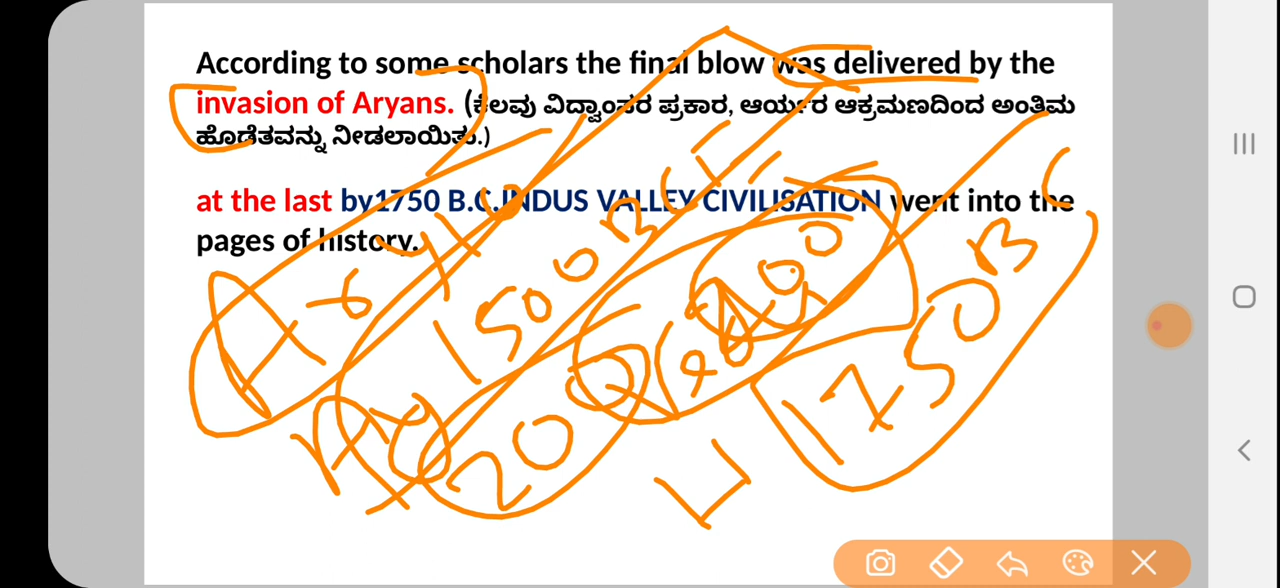 According to some scholars the final blow was delivered by the
invasion of Aryans. (ಕೆಲವು ವಿದ್ವಾಂಸರ ಪ್ರಕಾರ, ಆರ್ಯರ ಆಕ್ರಮಣದಿಂದ ಅಂತಿಮ
ಹೊಡೆತವನ್ನು ನೀಡಲಾಯಿತು.)
at the last by1750 B.C.INDUS VALLEY CIVILISATION went into the
pages of history.
1500 B
1750 B